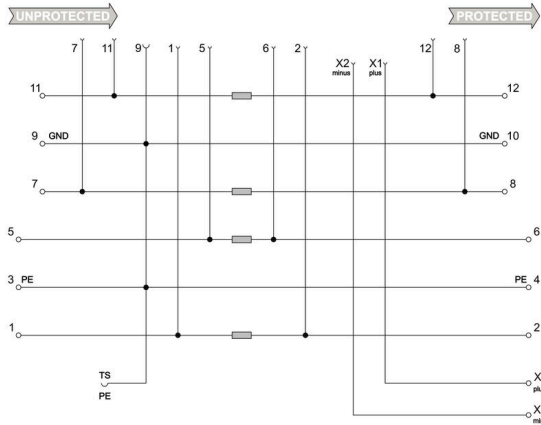 UNPROTECTED PROTECTED
7 11 9 1 5 6 2 12 8
X2 X1
minus plus
11 12
9 GND GND 10
7 8
5 6
3 PE PE 4
1 2
TS
PE
X
X